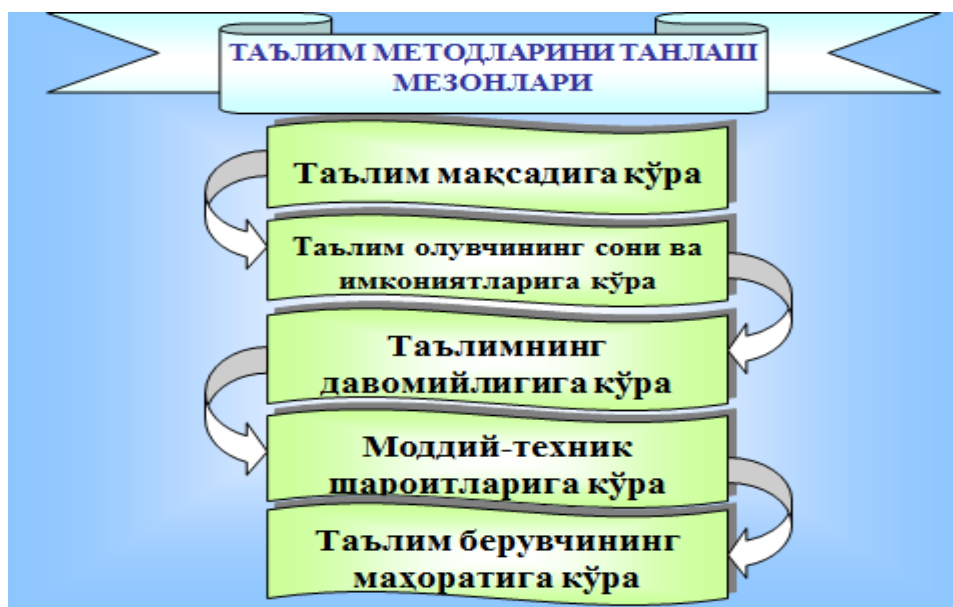 ТАЪЛИМ МЕТОДЛАРИНИ ТАНЛАШ
МЕЗОНЛАРИ
Таълим мақсадига кўра
Таълим олувчининг сони ва
имкониятларига кўра
Таълимнинг
давомийлигига кўра
Моддий-техник
шароитларига кўра
Таълим берувчининг
маҳоратига кўра